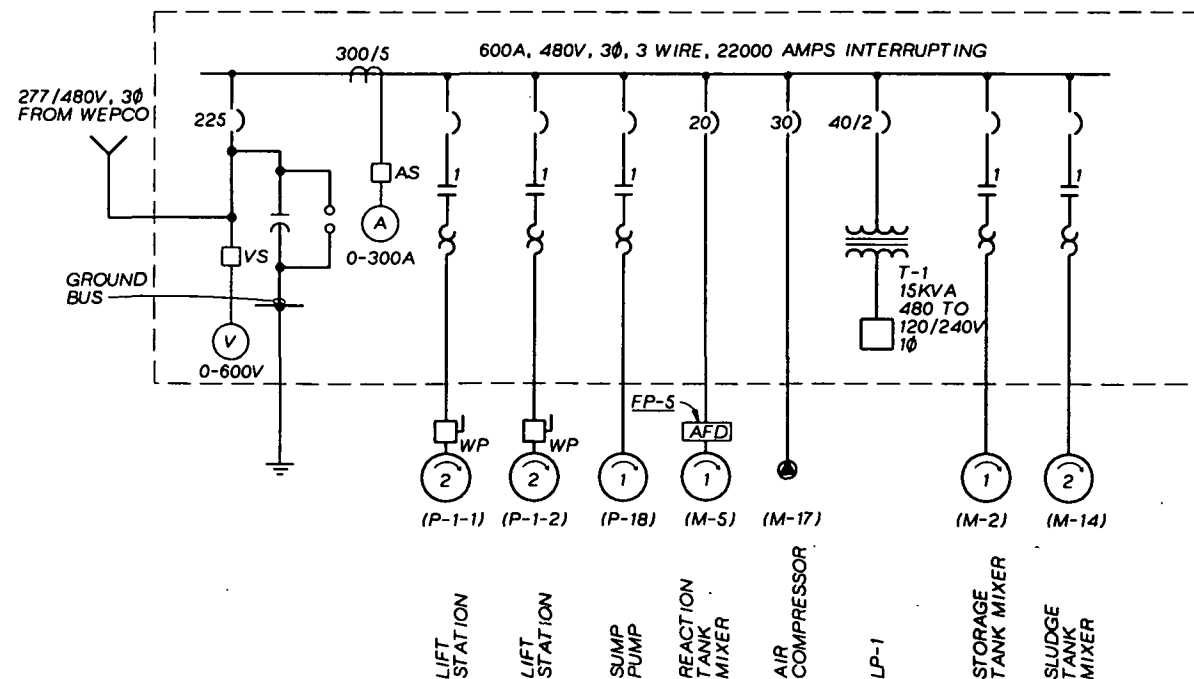 600A, 480V, 3Ø, 3 WIRE, 22000 AMPS INTERRUPTING
300/5
277/480V, 3Ø
FROM WEPCO
225
20
30
40/2
1
1
1
1
1
AS
A
0-300A
VS
V
0-600V
GROUND
BUS
T-1
15KVA
480 TO
120/240V
1Ø
FP-5
AFD
WP
WP
2
2
1
1
1
2
(P-1-1)
(P-1-2)
(P-18)
(M-5)
(M-17)
(M-2)
(M-14)
LIFT
STATION
LIFT
STATION
SUMP
PUMP
REACTION
TANK
MIXER
AIR
COMPRESSOR
LP-1
STORAGE
TANK MIXER
SLUDGE
TANK
MIXER